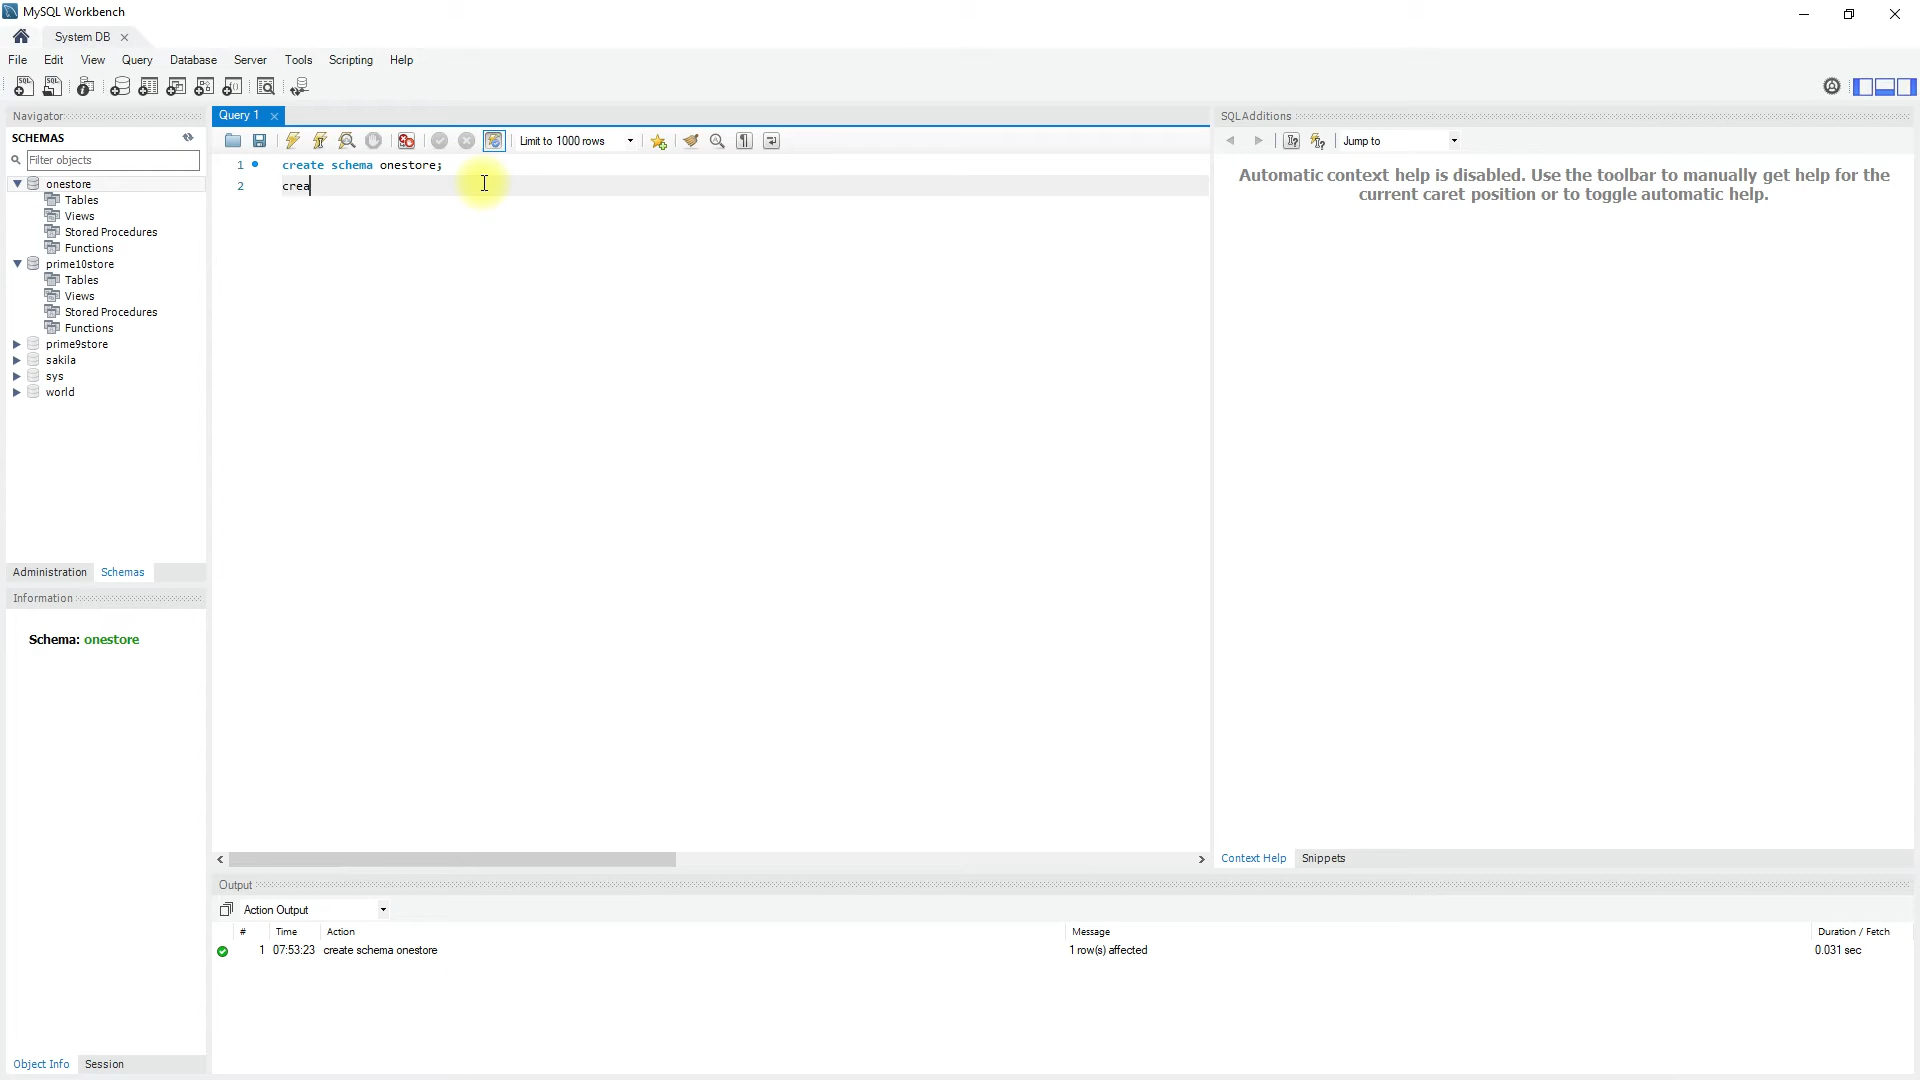 MySQL Workbench
System DB
File Edit View Query Database Server Tools Scripting Help
Navigator
SCHEMAS
Filter objects
onestore
Tables
Views
Stored Procedures
Functions
prime10store
Tables
Views
Stored Procedures
Functions
prime9store
sakila
sys
world
Administration Schemas
Information
Schema: onestore
Object Info Session
Query 1
Limit to 1000 rows
1 create schema onestore;
2 crea
SQLAdditions
Jump to
Automatic context help is disabled. Use the toolbar to manually get help for the
current caret position or to toggle automatic help.
Context Help Snippets
Output
Action Output
# Time Action Message Duration / Fetch
1 07:53:23 create schema onestore 1 row(s) affected 0.031 sec